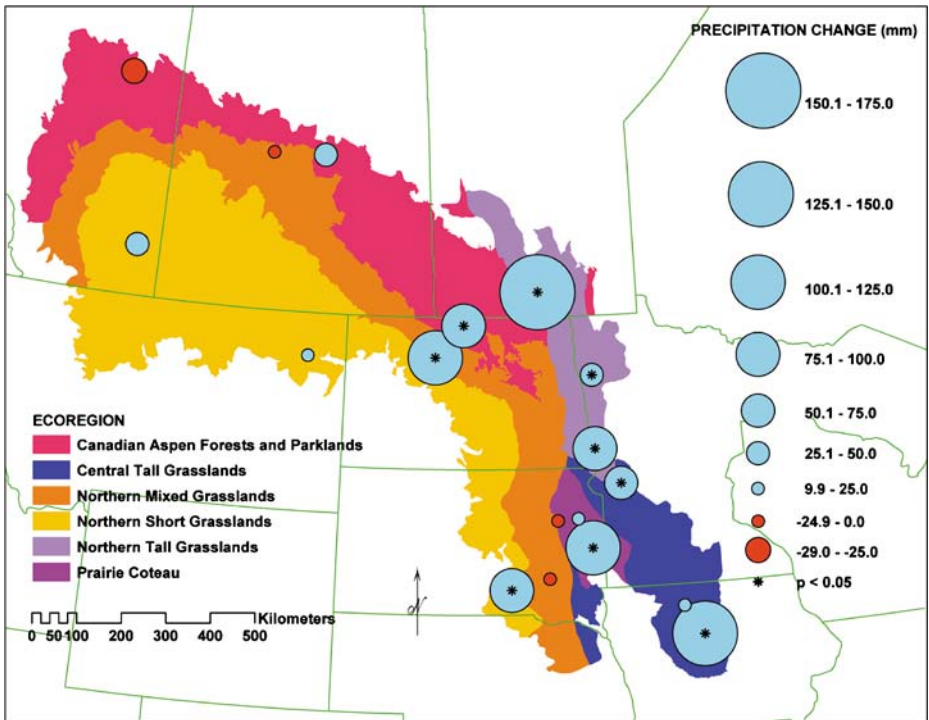 PRECIPITATION CHANGE (mm)
150.1 - 175.0
125.1 - 150.0
100.1 - 125.0
75.1 - 100.0
50.1 - 75.0
25.1 - 50.0
9.9 - 25.0
-24.9 - 0.0
-29.0 - -25.0
* p < 0.05
ECOREGION
Canadian Aspen Forests and Parklands
Central Tall Grasslands
Northern Mixed Grasslands
Northern Short Grasslands
Northern Tall Grasslands
Prairie Coteau
Kilometers
0 50 100 200 300 400 500
N